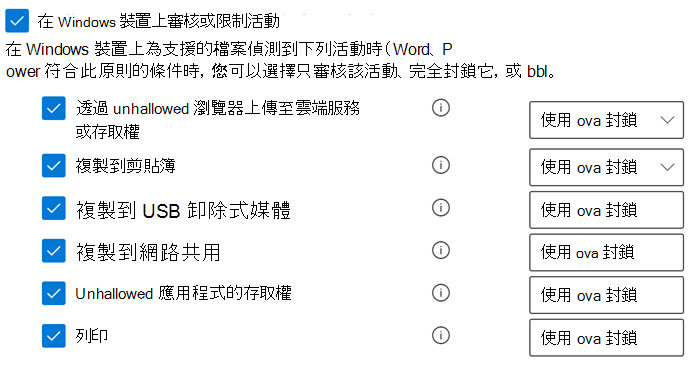 在 Windows 裝置上審核或限制活動
在 Windows 裝置上為支援的檔案偵測到下列活動時（Word、P
ower 符合此原則的條件時，您可以選擇只審核該活動、完全封鎖它，或 bbl。
透過 unhallowed 瀏覽器上傳至雲端服務
或存取權
使用 ova 封鎖
複製到剪貼簿
使用 ova 封鎖
複製到 USB 卸除式媒體
使用 ova 封鎖
複製到網路共用
使用 ova 封鎖
Unhallowed 應用程式的存取權
使用 ova 封鎖
列印
使用 ova 封鎖